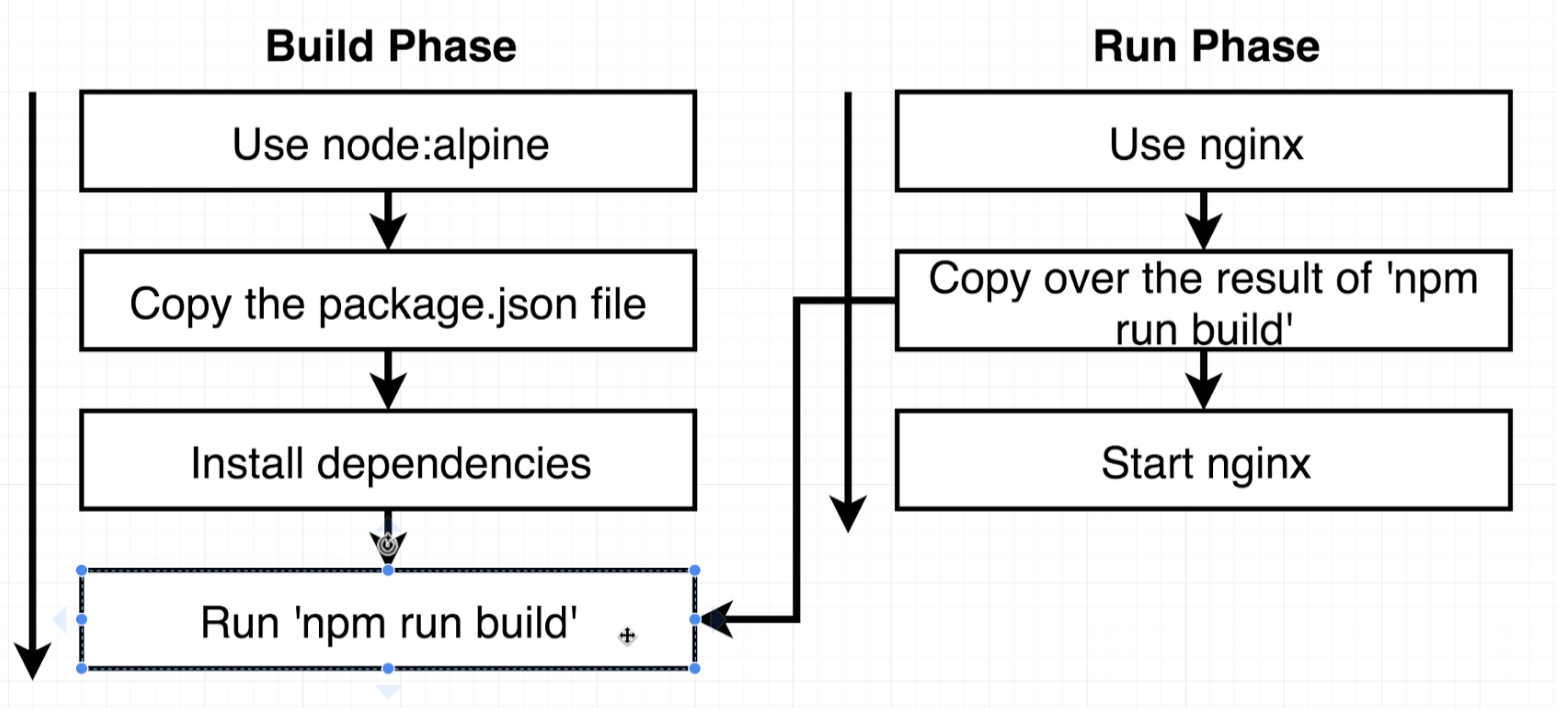 Build Phase
Use node:alpine
Copy the package.json file
Install dependencies
Run 'npm run build'
Run Phase
Use nginx
Copy over the result of 'npm
run build'
Start nginx